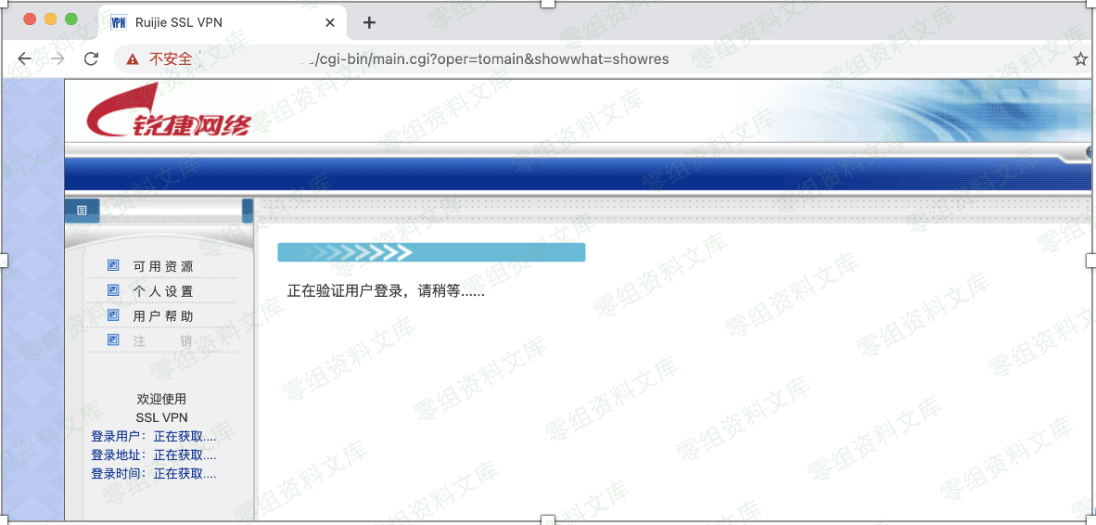 Ruijie SSL VPN
不安全
/cgi-bin/main.cgi?oper=tomain&showwhat=showres
锐捷网络
可用资源
正在验证用户登录，请稍等......
个人设置
用户帮助
注 销
欢迎使用
SSL VPN
登录用户：正在获取....
登录地址：正在获取....
登录时间：正在获取....
零组资料文库